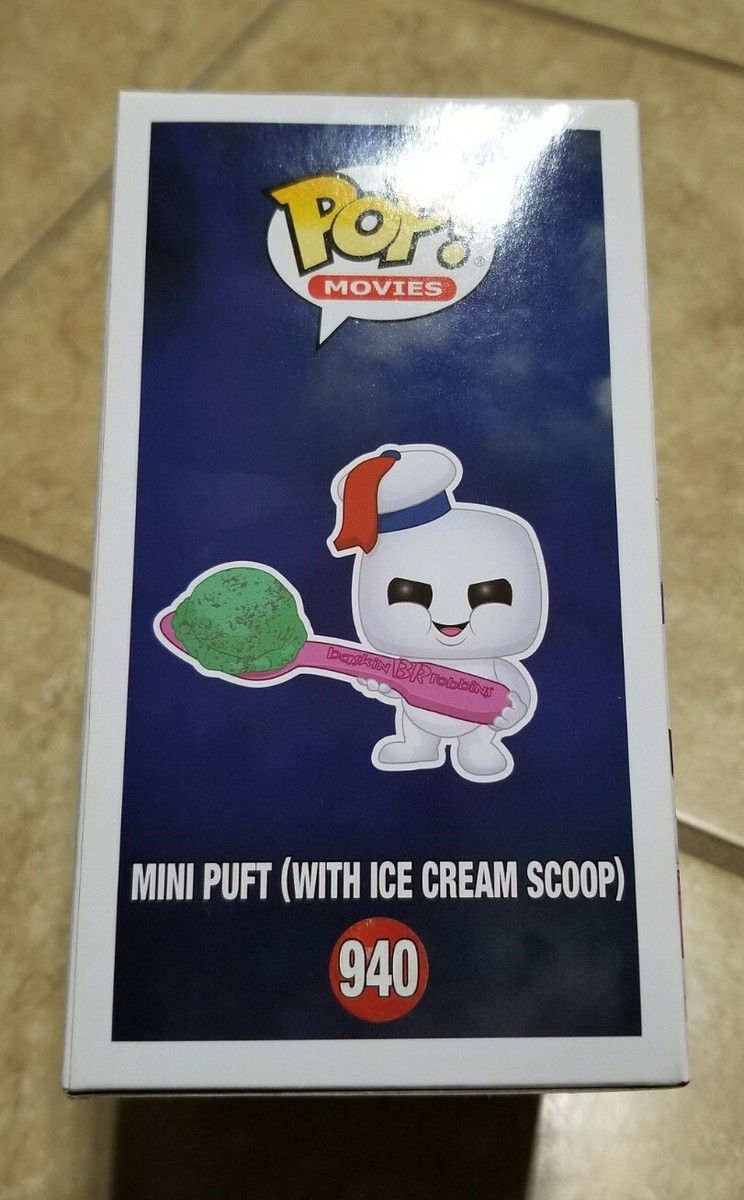 POP!
MOVIES
baskin BR robbins
MINI PUFT (WITH ICE CREAM SCOOP)
940